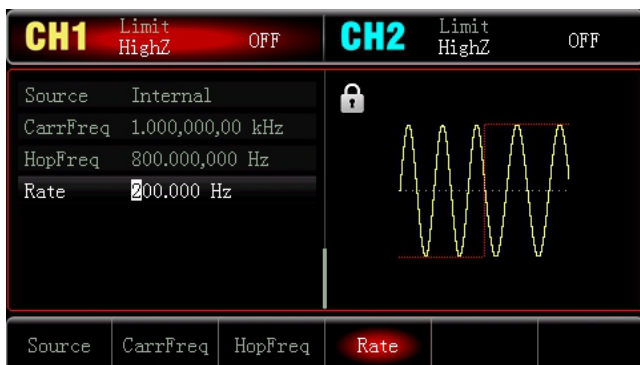 CH1 Limit HighZ OFF
CH2 Limit HighZ OFF
Source Internal
CarrFreq 1.000,000,00 kHz
HopFreq 800.000,000 Hz
Rate 200.000 Hz
Source CarrFreq HopFreq Rate